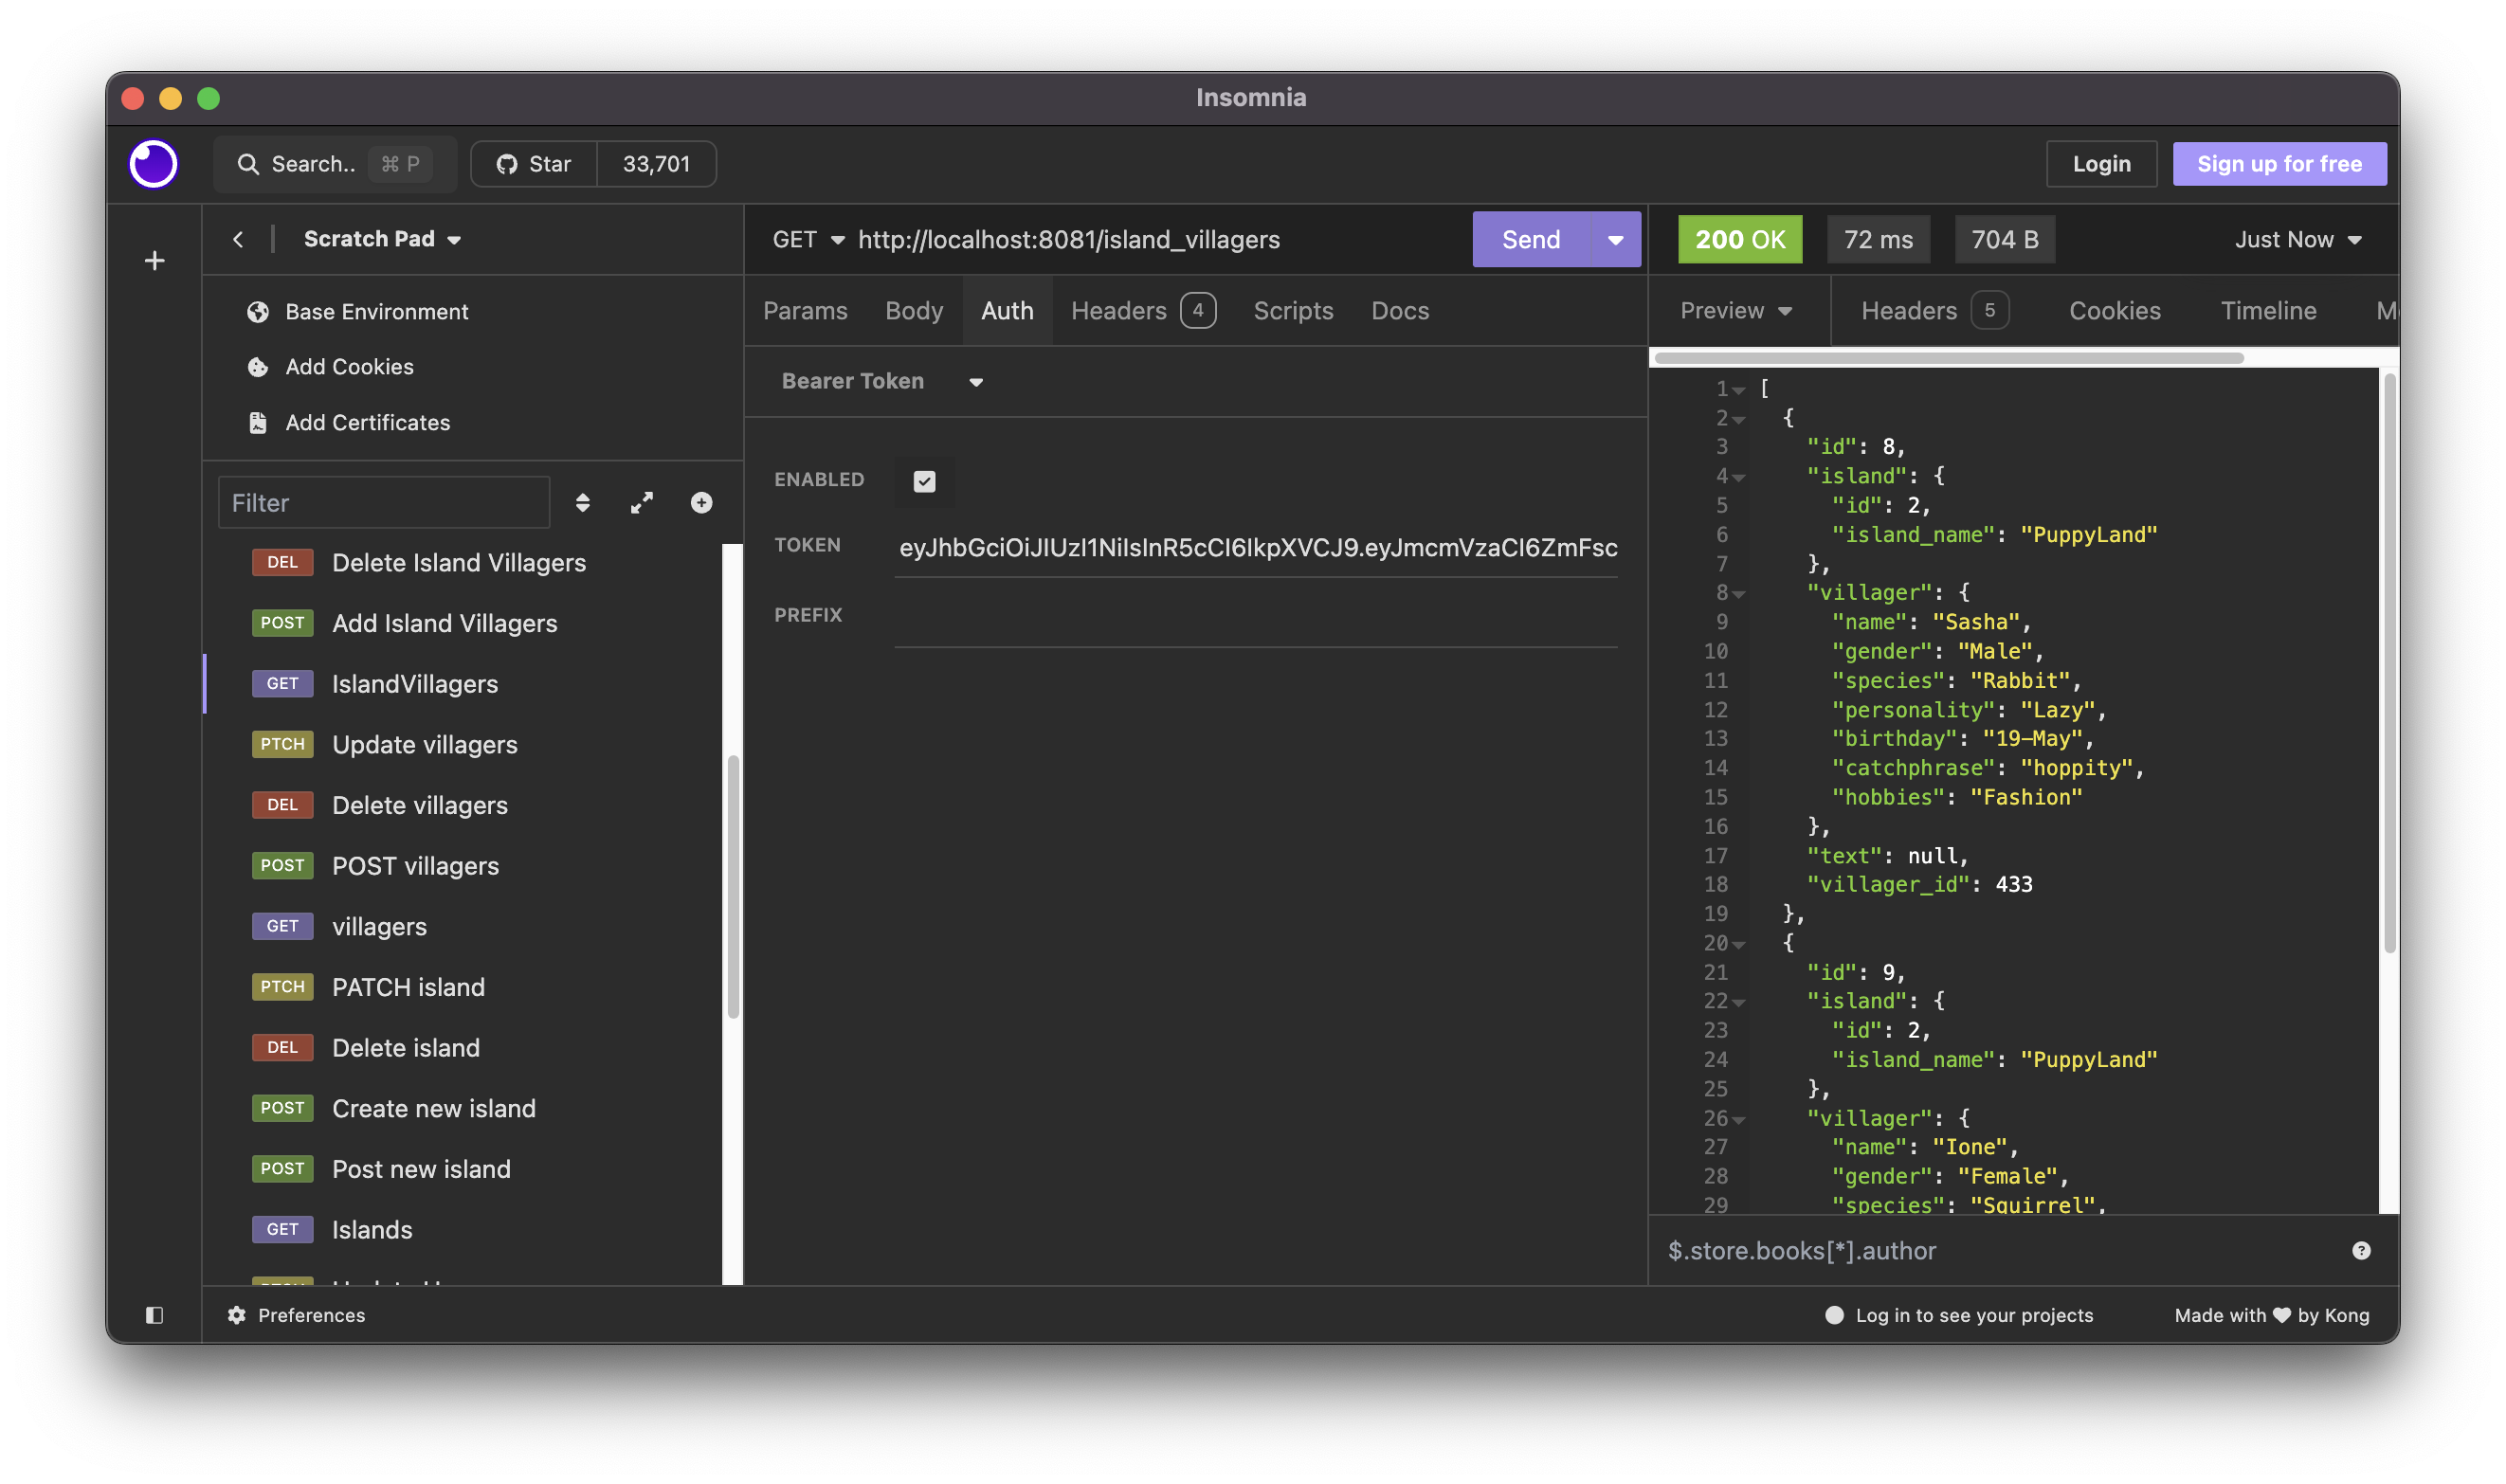 Insomnia
Search.. ⌘ P
Star 33,701
Login
Sign up for free
Scratch Pad
Base Environment
Add Cookies
Add Certificates
Filter
DEL Delete Island Villagers
POST Add Island Villagers
GET IslandVillagers
PTCH Update villagers
DEL Delete villagers
POST POST villagers
GET villagers
PTCH PATCH island
DEL Delete island
POST Create new island
POST Post new island
GET Islands
GET http://localhost:8081/island_villagers
Send
Params Body Auth Headers 4 Scripts Docs
Bearer Token
ENABLED
TOKEN eyJhbGciOiJIUzI1NiIsInR5cCI6IkpXVCJ9.eyJmcmVzaCI6ZmFsc
PREFIX
200 OK 72 ms 704 B Just Now
Preview Headers 5 Cookies Timeline
1 [
2 {
3 "id": 8,
4 "island": {
5 "id": 2,
6 "island_name": "PuppyLand"
7 },
8 "villager": {
9 "name": "Sasha",
10 "gender": "Male",
11 "species": "Rabbit",
12 "personality": "Lazy",
13 "birthday": "19-May",
14 "catchphrase": "hoppity",
15 "hobbies": "Fashion"
16 },
17 "text": null,
18 "villager_id": 433
19 },
20 {
21 "id": 9,
22 "island": {
23 "id": 2,
24 "island_name": "PuppyLand"
25 },
26 "villager": {
27 "name": "Ione",
28 "gender": "Female",
29 "species": "Squirrel",
$.store.books[*].author
Preferences
Log in to see your projects
Made with ♥ by Kong